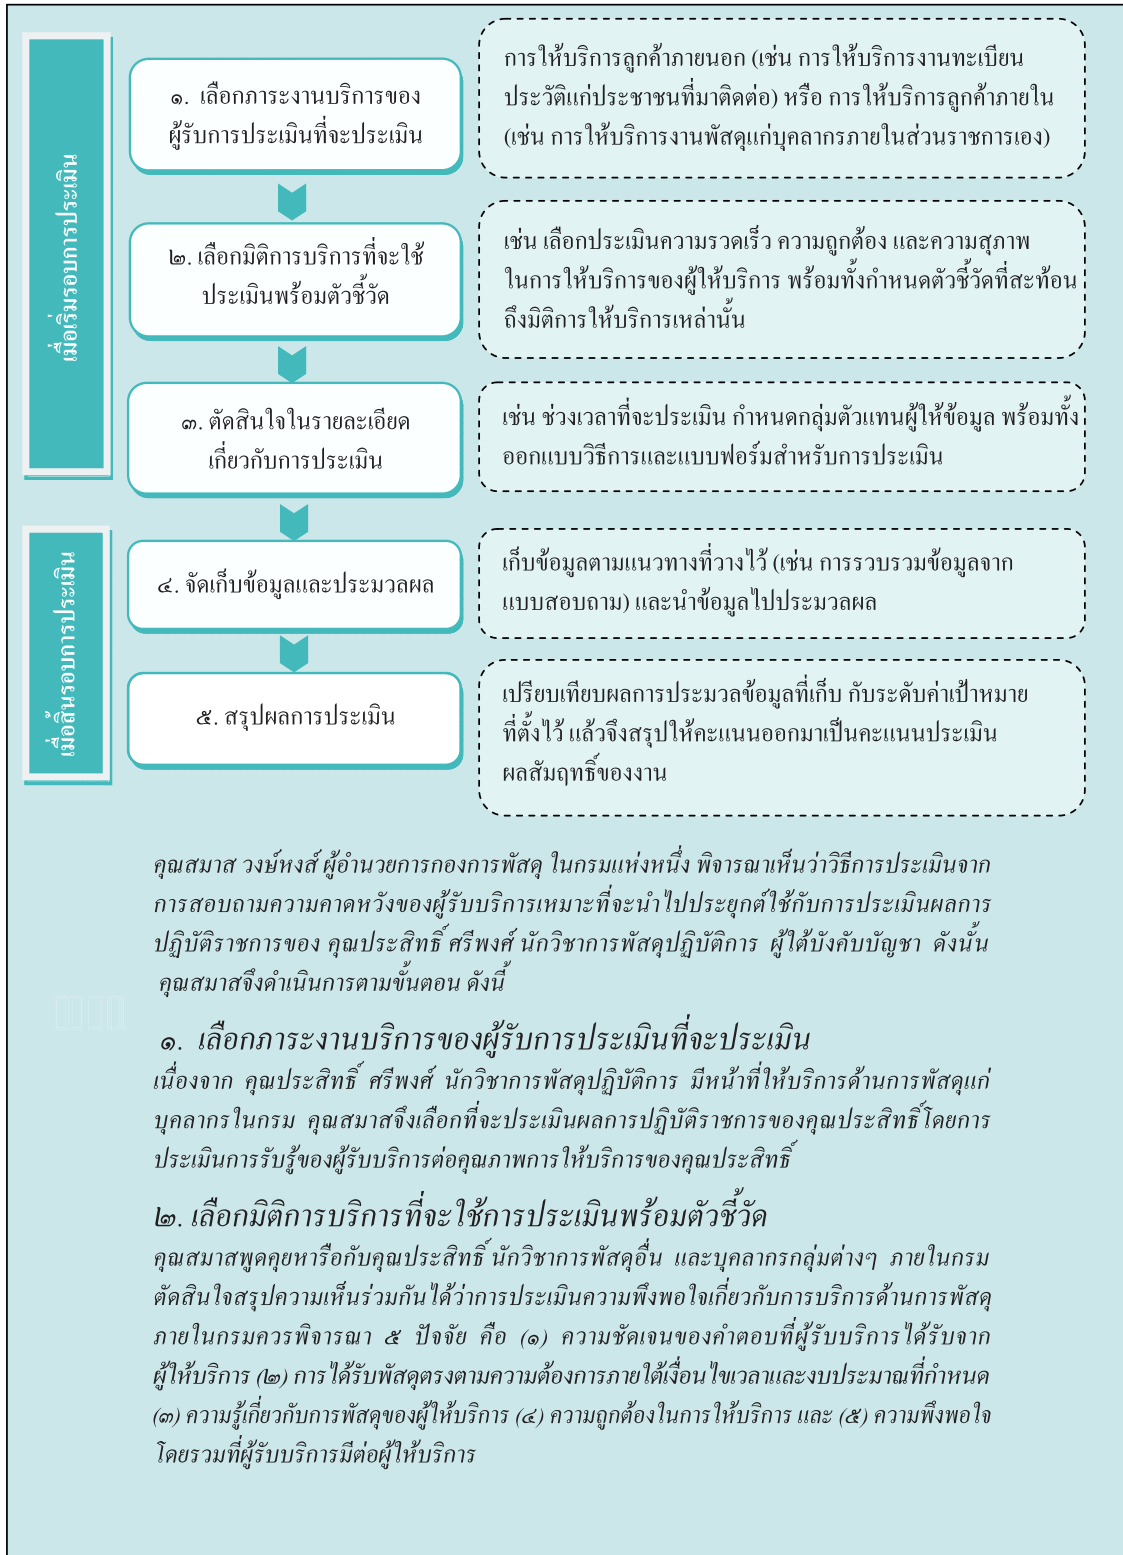 เมื่อเริ่มรอบการประเมิน
๑. เลือกภาระงานบริการของ
ผู้รับการประเมินที่จะประเมิน
การให้บริการลูกค้าภายนอก (เช่น การให้บริการงานทะเบียน
ประวัติแก่ประชาชนที่มาติดต่อ) หรือ การให้บริการลูกค้าภายใน
(เช่น การให้บริการงานพัสดุแก่บุคลากรภายในส่วนราชการเอง)
๒. เลือกมิติการบริการที่จะใช้
ประเมินพร้อมตัวชี้วัด
เช่น เลือกประเมินความรวดเร็ว ความถูกต้อง และความสุภาพ
ในการให้บริการของผู้ให้บริการ พร้อมทั้งกำหนดตัวชี้วัดที่สะท้อน
ถึงมิติการให้บริการเหล่านั้น
๓. ตัดสินใจในรายละเอียด
เกี่ยวกับการประเมิน
เช่น ช่วงเวลาที่จะประเมิน กำหนดกลุ่มตัวแทนผู้ให้ข้อมูล พร้อมทั้ง
ออกแบบวิธีการและแบบฟอร์มสำหรับการประเมิน
เมื่อสิ้นรอบการประเมิน
๔. จัดเก็บข้อมูลและประมวลผล
เก็บข้อมูลตามแนวทางที่วางไว้ (เช่น การรวบรวมข้อมูลจาก
แบบสอบถาม) และนำข้อมูลไปประมวลผล
๕. สรุปผลการประเมิน
เปรียบเทียบผลการประมวลข้อมูลที่เก็บ กับระดับค่าเป้าหมาย
ที่ตั้งไว้ แล้วจึงสรุปให้คะแนนออกมาเป็นคะแนนประเมิน
ผลสัมฤทธิ์ของงาน
คุณสมาส วงษ์หงส์ ผู้อำนวยการกองการพัสดุ ในกรมแห่งหนึ่ง พิจารณาเห็นว่าวิธีการประเมินจาก
การสอบถามความคาดหวังของผู้รับบริการเหมาะที่จะนำไปประยุกต์ใช้กับการประเมินผลการ
ปฏิบัติราชการของ คุณประสิทธิ์ ศรีพงศ์ นักวิชาการพัสดุปฏิบัติการ ผู้ใต้บังคับบัญชา ดังนั้น
คุณสมาสจึงดำเนินการตามขั้นตอน ดังนี้
๑. เลือกภาระงานบริการของผู้รับการประเมินที่จะประเมิน
เนื่องจาก คุณประสิทธิ์ ศรีพงศ์ นักวิชาการพัสดุปฏิบัติการ มีหน้าที่ให้บริการด้านการพัสดุแก่
บุคลากรในกรม คุณสมาสจึงเลือกที่จะประเมินผลการปฏิบัติราชการของคุณประสิทธิ์โดยการ
ประเมินการรับรู้ของผู้รับบริการต่อคุณภาพการให้บริการของคุณประสิทธิ์
๒. เลือกมิติการบริการที่จะใช้การประเมินพร้อมตัวชี้วัด
คุณสมาสพูดคุยหารือกับคุณประสิทธิ์ นักวิชาการพัสดุอื่น และบุคลากรกลุ่มต่างๆ ภายในกรม
ตัดสินใจสรุปความเห็นร่วมกันได้ว่าการประเมินความพึงพอใจเกี่ยวกับการบริการด้านการพัสดุ
ภายในกรมควรพิจารณา ๕ ปัจจัย คือ (๑) ความชัดเจนของคำตอบที่ผู้รับบริการได้รับจาก
ผู้ให้บริการ (๒) การได้รับพัสดุตรงตามความต้องการภายใต้เงื่อนไขเวลาและงบประมาณที่กำหนด
(๓) ความรู้เกี่ยวกับการพัสดุของผู้ให้บริการ (๔) ความถูกต้องในการให้บริการ และ (๕) ความพึงพอใจ
โดยรวมที่ผู้รับบริการมีต่อผู้ให้บริการ